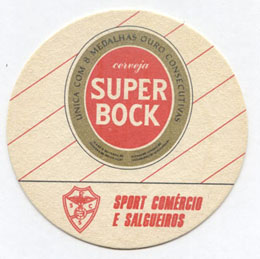 ÚNICA COM 8 MEDALHAS OURO CONSECUTIVAS
cerveja
SUPER
BOCK
SPORT COMÉRCIO
E SALGUEIROS